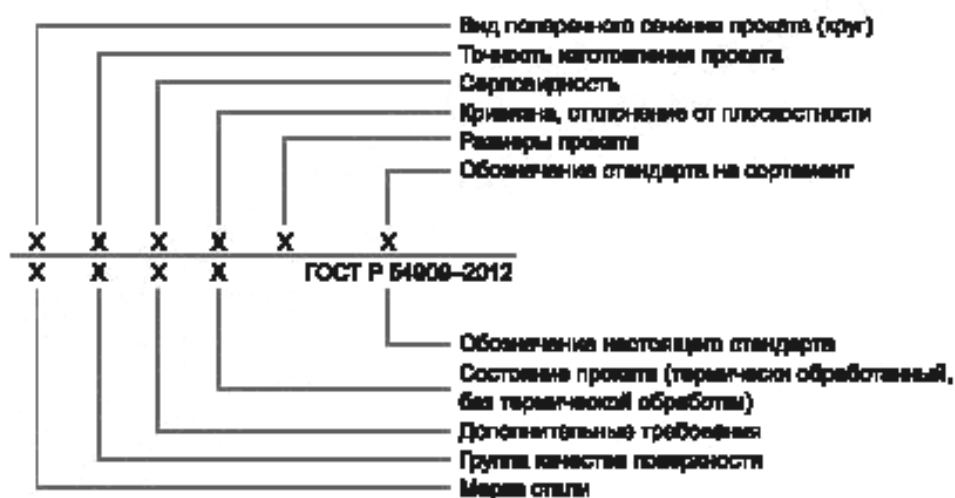 Вид поперечного сечения проката (круг)
Точность изготовления проката
Серповидность
Кривизна, отклонение от плоскостности
Размеры проката
Обозначение стандарта на сортамент
Х Х Х Х Х Х
Х Х Х Х ГОСТ Р 54909–2012
Обозначение настоящего стандарта
Состояние проката (термически обработанный,
без термической обработки)
Дополнительные требования
Группа качества поверхности
Марка стали